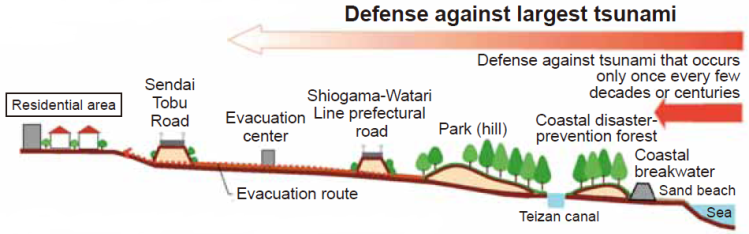 Defense against largest tsunami
Defense against tsunami that occurs
only once every few
decades or centuries
Residential area
Sendai
Tobu
Road
Evacuation
center
Shiogama-Watari
Line prefectural
road
Park (hill)
Coastal disaster-
prevention forest
Coastal
breakwater
Sand beach
Evacuation route
Teizan canal
Sea